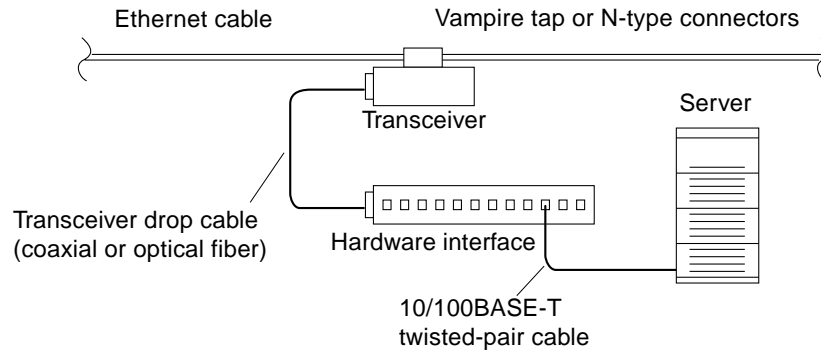 Ethernet cable
Vampire tap or N-type connectors
Server
Transceiver
Transceiver drop cable
(coaxial or optical fiber)
Hardware interface
10/100BASE-T
twisted-pair cable